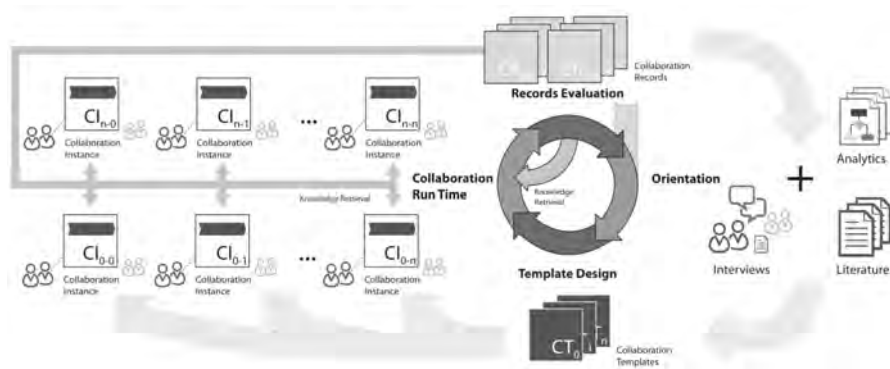 Collaboration
Records
Records Evaluation
CI n-0
CI n-1
...
CI n-n
Collaboration
Instance
Collaboration
Instance
Collaboration
Instance
Analytics
Collaboration
Run Time
Knowledge
Retrieval
Orientation
+
Knowledge Retrieval
CI 0-0
CI 0-1
...
CI 0-n
Collaboration
Instance
Collaboration
Instance
Collaboration
Instance
Template Design
Interviews
Literature
CT 0
n
Collaboration
Templates